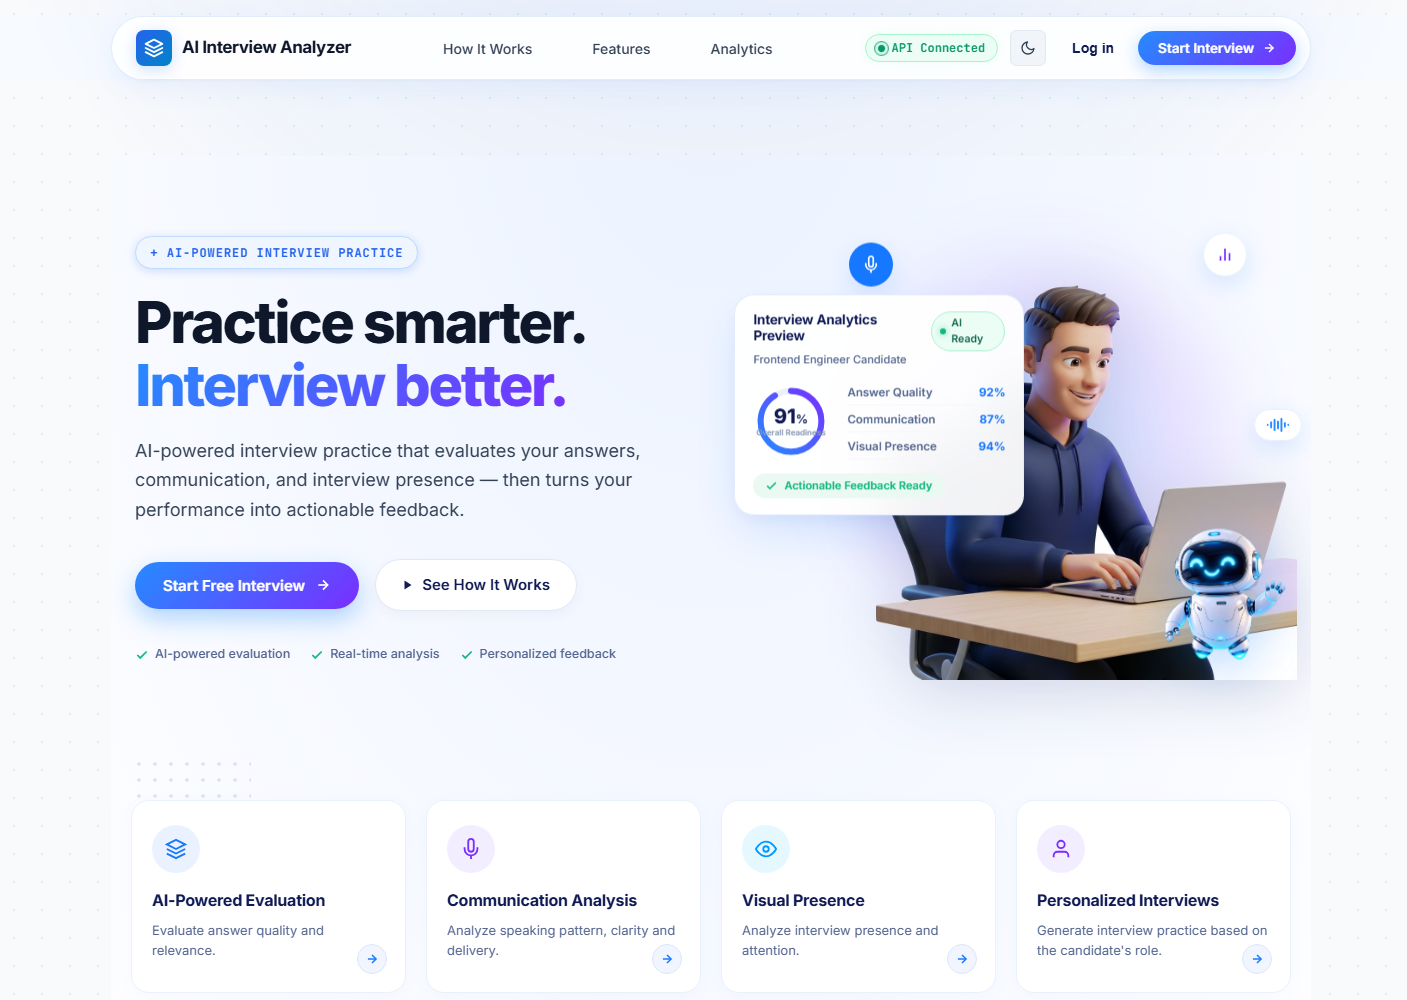 AI Interview Analyzer
How It Works
Features
Analytics
API Connected
Log in
Start Interview
+ AI-POWERED INTERVIEW PRACTICE
Practice smarter.
Interview better.
AI-powered interview practice that evaluates your answers,
communication, and interview presence — then turns your
performance into actionable feedback.
Start Free Interview
See How It Works
AI-powered evaluation
Real-time analysis
Personalized feedback
Interview Analytics
Preview
AI
Ready
Frontend Engineer Candidate
91%
Overall Readiness
Answer Quality 92%
Communication 87%
Visual Presence 94%
Actionable Feedback Ready
AI-Powered Evaluation
Evaluate answer quality and
relevance.
Communication Analysis
Analyze speaking pattern, clarity and
delivery.
Visual Presence
Analyze interview presence and
attention.
Personalized Interviews
Generate interview practice based on
the candidate's role.